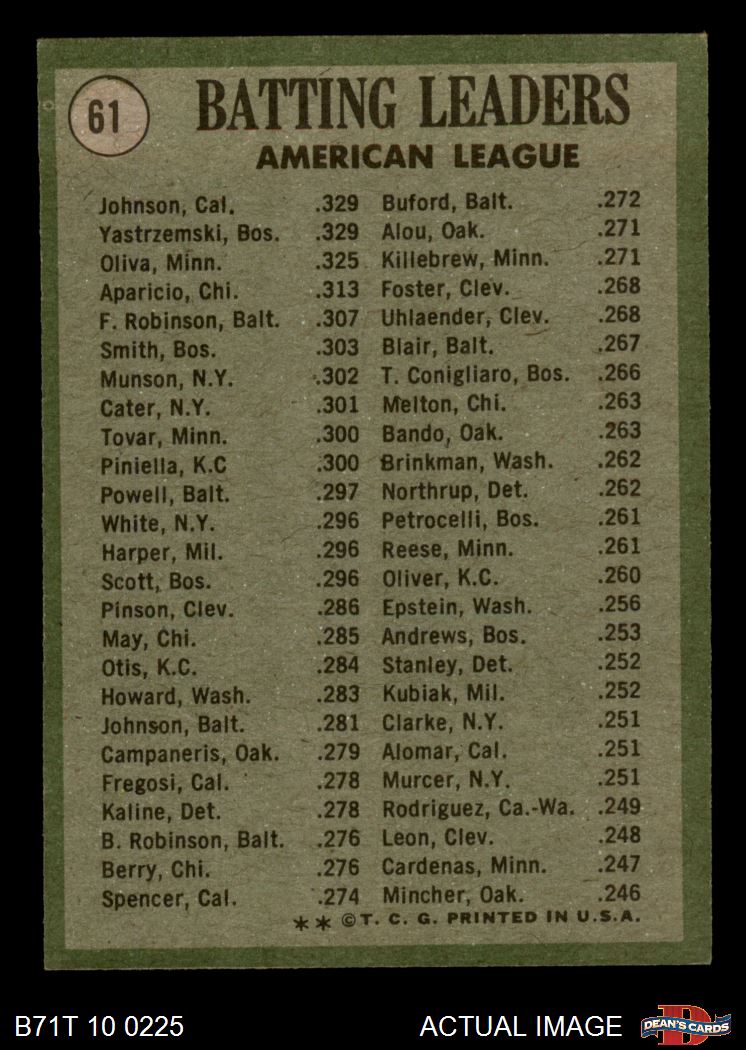 61
BATTING LEADERS
AMERICAN LEAGUE
Johnson, Cal. .329
Yastrzemski, Bos. .329
Oliva, Minn. .325
Aparicio, Chi. .313
F. Robinson, Balt. .307
Smith, Bos. .303
Munson, N.Y. .302
Cater, N.Y. .301
Tovar, Minn. .300
Piniella, K.C .300
Powell, Balt. .297
White, N.Y. .296
Harper, Mil. .296
Scott, Bos. .296
Pinson, Clev. .286
May, Chi. .285
Otis, K.C. .284
Howard, Wash. .283
Johnson, Balt. .281
Campaneris, Oak. .279
Fregosi, Cal. .278
Kaline, Det. .278
B. Robinson, Balt. .276
Berry, Chi. .276
Spencer, Cal. .274
Buford, Balt. .272
Alou, Oak. .271
Killebrew, Minn. .271
Foster, Clev. .268
Uhlaender, Clev. .268
Blair, Balt. .267
T. Conigliaro, Bos. .266
Melton, Chi. .263
Bando, Oak. .263
Brinkman, Wash. .262
Northrup, Det. .262
Petrocelli, Bos. .261
Reese, Minn. .261
Oliver, K.C. .260
Epstein, Wash. .256
Andrews, Bos. .253
Stanley, Det. .252
Kubiak, Mil. .252
Clarke, N.Y. .251
Alomar, Cal. .251
Murcer, N.Y. .251
Rodriguez, Ca.-Wa. .249
Leon, Clev. .248
Cardenas, Minn. .247
Mincher, Oak. .246
** ©T. C. G. PRINTED IN U.S.A.
B71T 10 0225
ACTUAL IMAGE
D
DEAN'S CARDS